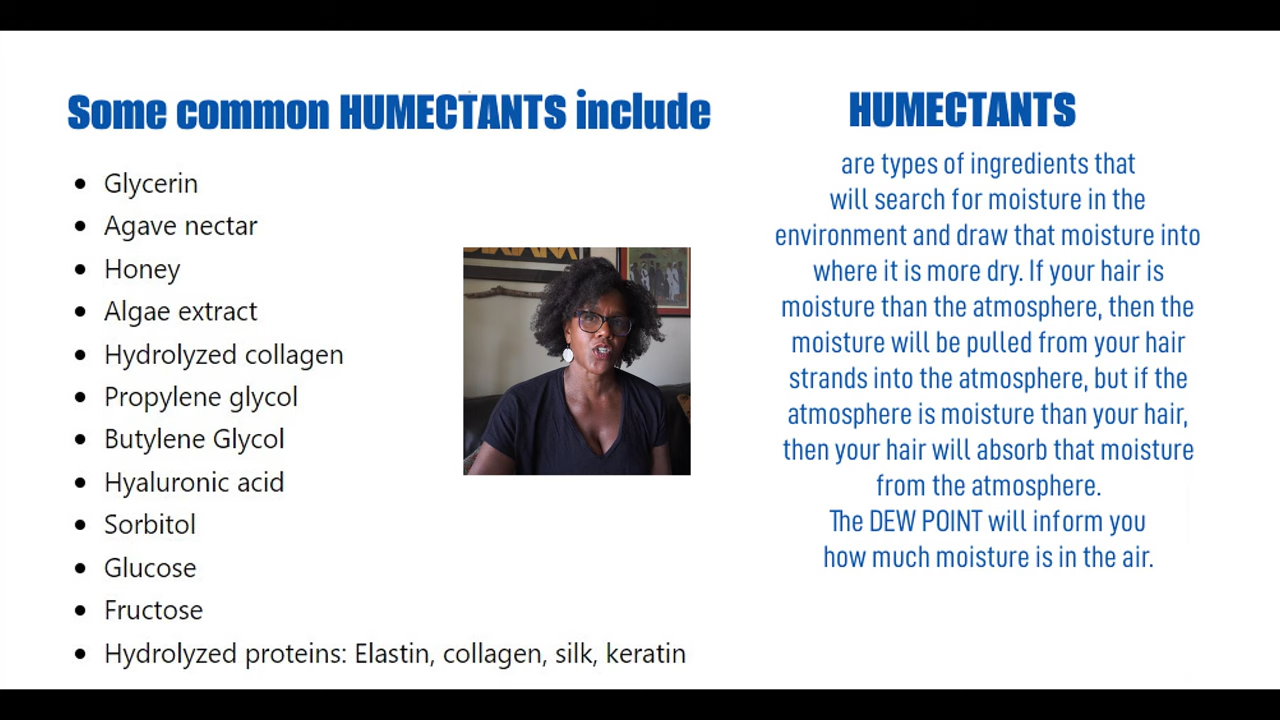 Some common HUMECTANTS include
Glycerin
Agave nectar
Honey
Algae extract
Hydrolyzed collagen
Propylene glycol
Butylene Glycol
Hyaluronic acid
Sorbitol
Glucose
Fructose
Hydrolyzed proteins: Elastin, collagen, silk, keratin
HUMECTANTS
are types of ingredients that
will search for moisture in the
environment and draw that moisture into
where it is more dry. If your hair is
moisture than the atmosphere, then the
moisture will be pulled from your hair
strands into the atmosphere, but if the
atmosphere is moisture than your hair,
then your hair will absorb that moisture
from the atmosphere.
The DEW POINT will inform you
how much moisture is in the air.